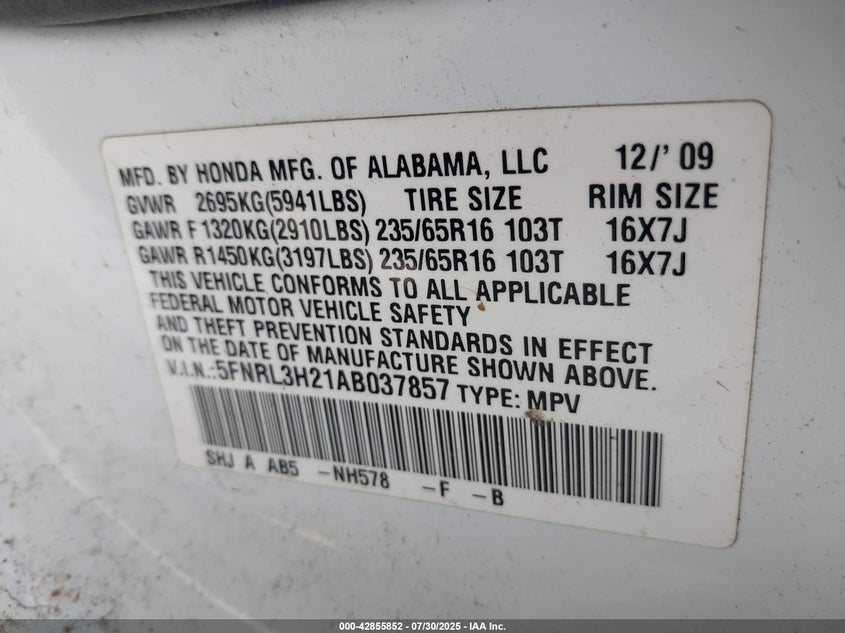 MFD. BY HONDA MFG. OF ALABAMA, LLC 12/' 09
GVWR 2695KG(5941LBS) TIRE SIZE RIM SIZE
GAWR F1320KG(2910LBS) 235/65R16 103T 16X7J
GAWR R1450KG(3197LBS) 235/65R16 103T 16X7J
THIS VEHICLE CONFORMS TO ALL APPLICABLE
FEDERAL MOTOR VEHICLE SAFETY
AND THEFT PREVENTION STANDARDS IN EFFECT
ON THE DATE OF MANUFACTURE SHOWN ABOVE.
V.I.N.:5FNRL3H21AB037857 TYPE: MPV
SHJ A AB5 -NH578 -F -B
000-42855852 / 07/30/2025 - IAA Inc.